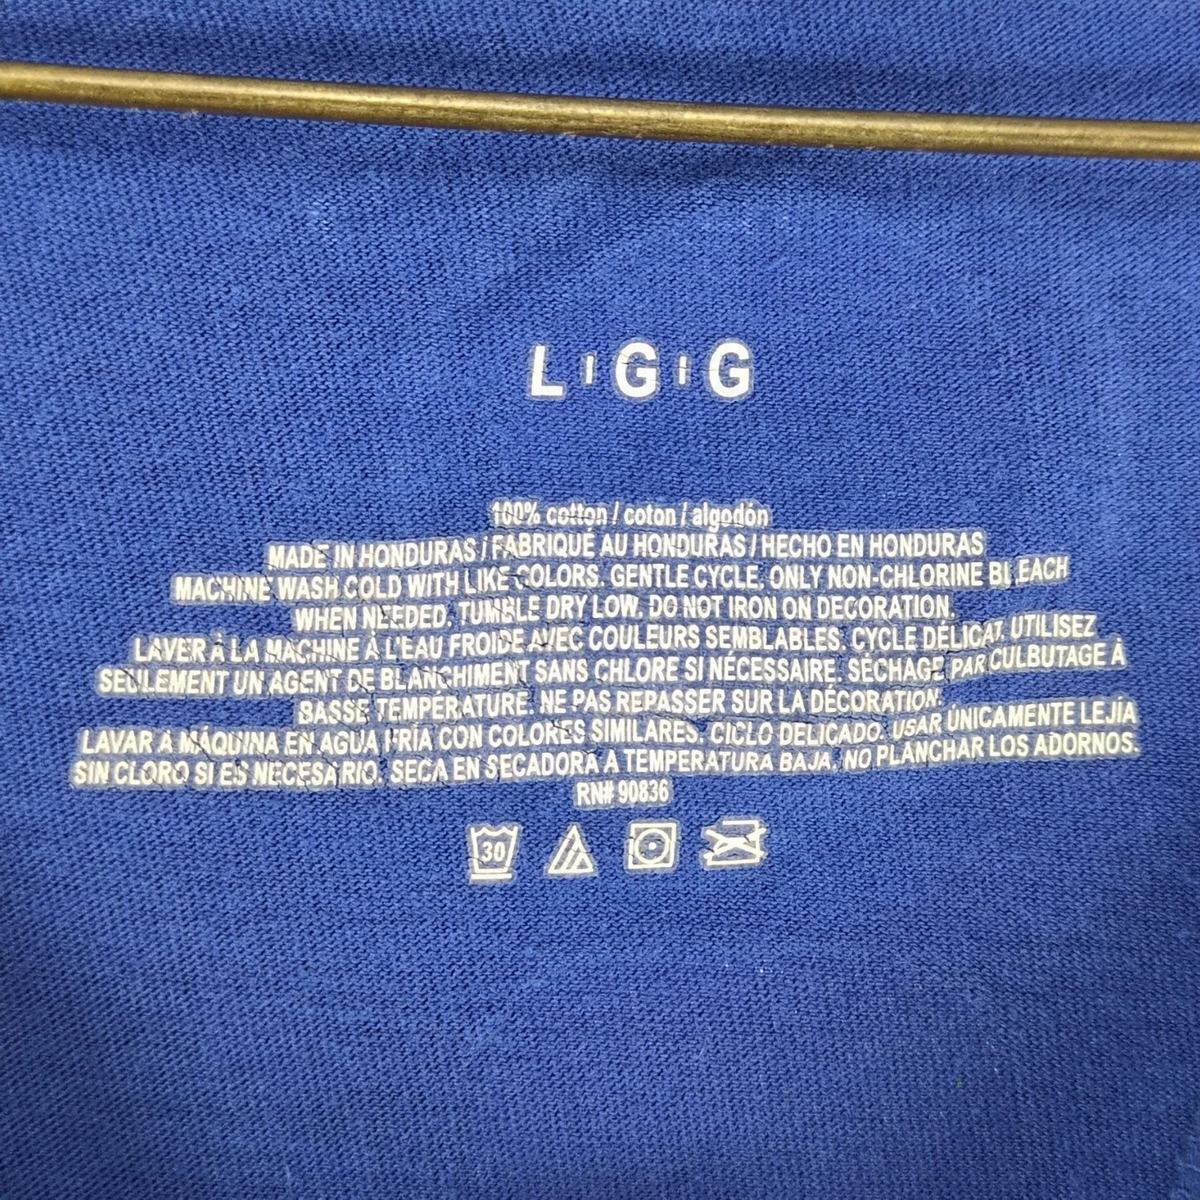 L | G | G
100% cotton / coton / algodón
MADE IN HONDURAS / FABRIQUÉ AU HONDURAS / HECHO EN HONDURAS
MACHINE WASH COLD WITH LIKE COLORS. GENTLE CYCLE. ONLY NON-CHLORINE BLEACH
WHEN NEEDED. TUMBLE DRY LOW. DO NOT IRON ON DECORATION.
LAVER À LA MACHINE À L'EAU FROIDE AVEC COULEURS SEMBLABLES. CYCLE DÉLICAT. UTILISEZ
SEULEMENT UN AGENT DE BLANCHIMENT SANS CHLORE SI NÉCESSAIRE. SÉCHAGE PAR CULBUTAGE À
BASSE TEMPÉRATURE. NE PAS REPASSER SUR LA DÉCORATION.
LAVAR A MÁQUINA EN AGUA FRÍA CON COLORES SIMILARES. CICLO DELICADO. USAR ÚNICAMENTE LEJÍA
SIN CLORO SI ES NECESARIO. SECA EN SECADORA A TEMPERATURA BAJA. NO PLANCHAR LOS ADORNOS.
RN# 90836
30